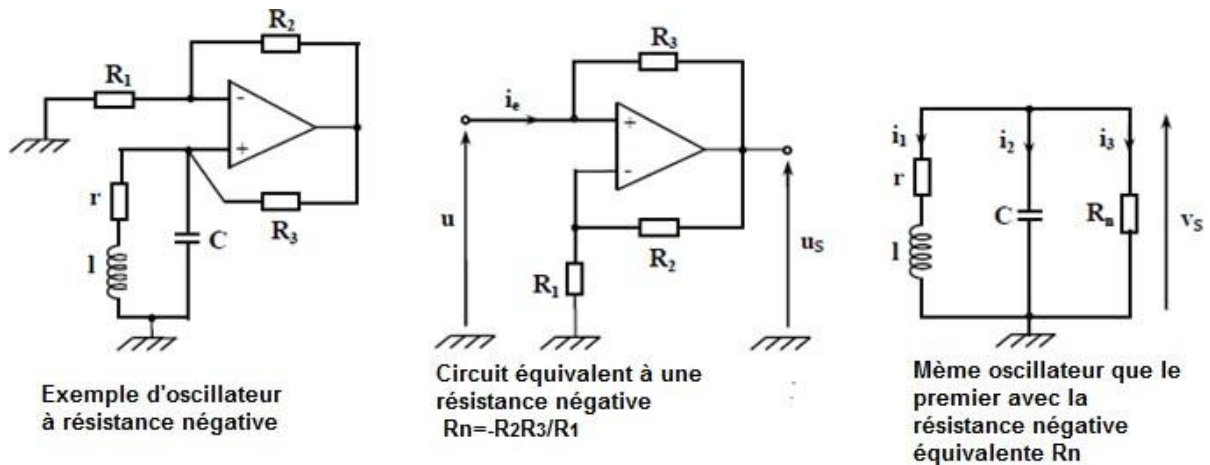 R2
R1
-
+
r
C
R3
l
Exemple d'oscillateur
à résistance négative
R3
ie
+
-
u
R2
uS
R1
Circuit équivalent à une
résistance négative
Rn=-R2R3/R1
i1
i2
i3
r
C
Rn
vS
l
Mème oscillateur que le
premier avec la
résistance négative
équivalente Rn